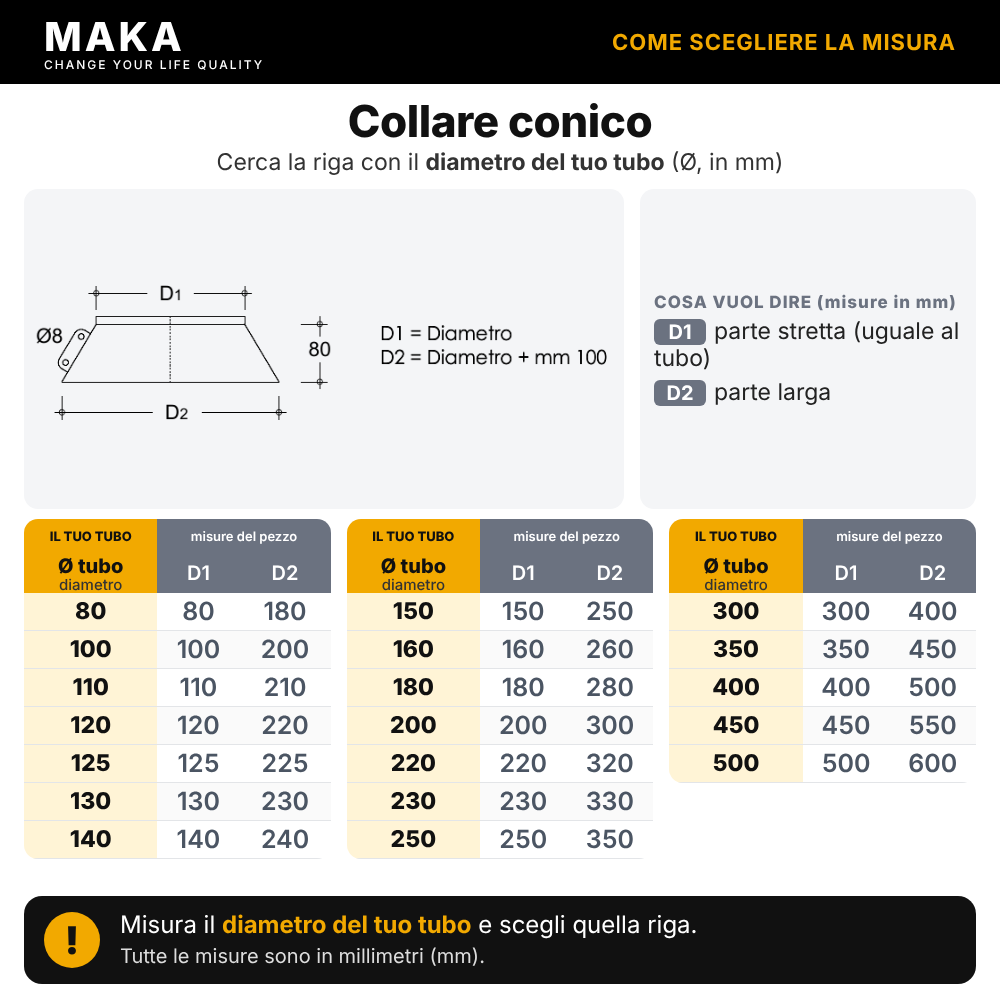 MAKA
CHANGE YOUR LIFE QUALITY
COME SCEGLIERE LA MISURA
Collare conico
Cerca la riga con il diametro del tuo tubo (Ø, in mm)
D1
Ø8
80
D2
D1 = Diametro
D2 = Diametro + mm 100
COSA VUOL DIRE (misure in mm)
D1 parte stretta (uguale al
tubo)
D2 parte larga
IL TUO TUBO misure del pezzo
Ø tubo D1 D2
diametro
80 80 180
100 100 200
110 110 210
120 120 220
125 125 225
130 130 230
140 140 240
IL TUO TUBO misure del pezzo
Ø tubo D1 D2
diametro
150 150 250
160 160 260
180 180 280
200 200 300
220 220 320
230 230 330
250 250 350
IL TUO TUBO misure del pezzo
Ø tubo D1 D2
diametro
300 300 400
350 350 450
400 400 500
450 450 550
500 500 600
! Misura il diametro del tuo tubo e scegli quella riga.
Tutte le misure sono in millimetri (mm).